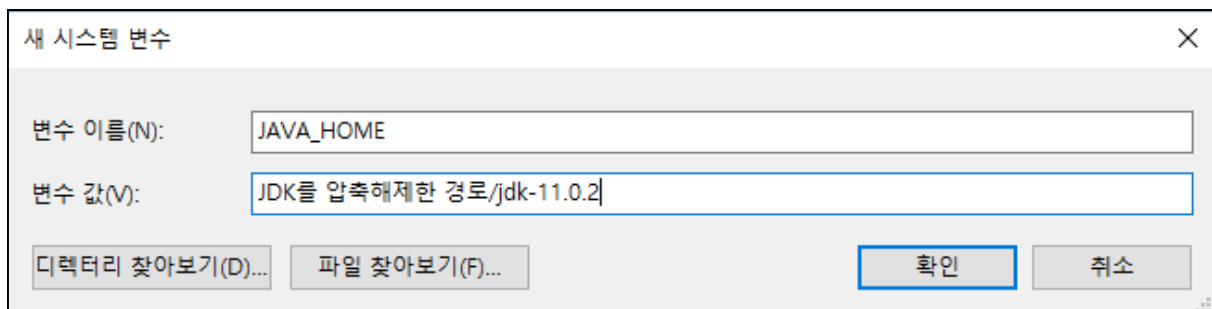 새 시스템 변수
변수 이름(N): JAVA_HOME
변수 값(V): JDK를 압축해제한 경로/jdk-11.0.2
디렉터리 찾아보기(D)... 파일 찾아보기(F)... 확인 취소